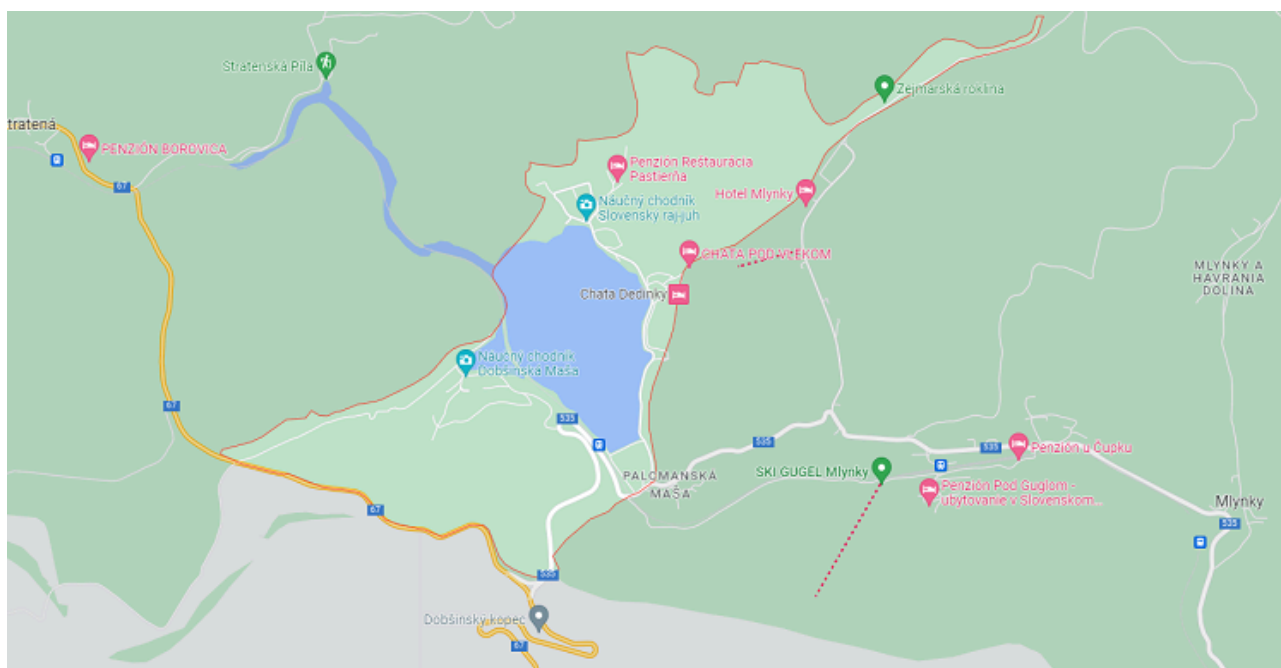 Stratenská Píla
Zejmarská roklina
tratená
PENZIÓN BOROVICA
67
Penzion Reštauracia
Pastierňa
Hotel Mlynky
Náučný chodník
Slovenský raj-juh
CHATA POD VLEKOM
MLYNKY A
HAVRANIA
DOLINA
Chata Dedinky
Náučný chodník
Dobšinská Maša
67
535
535
535
Penzión u Čupku
PALCMANSKÁ
MAŠA
SKI GUGEL Mlynky
Penzión Pod Guglom -
ubytovanie v Slovenskom...
Mlynky
67
535
535
Dobšinský kopec
67